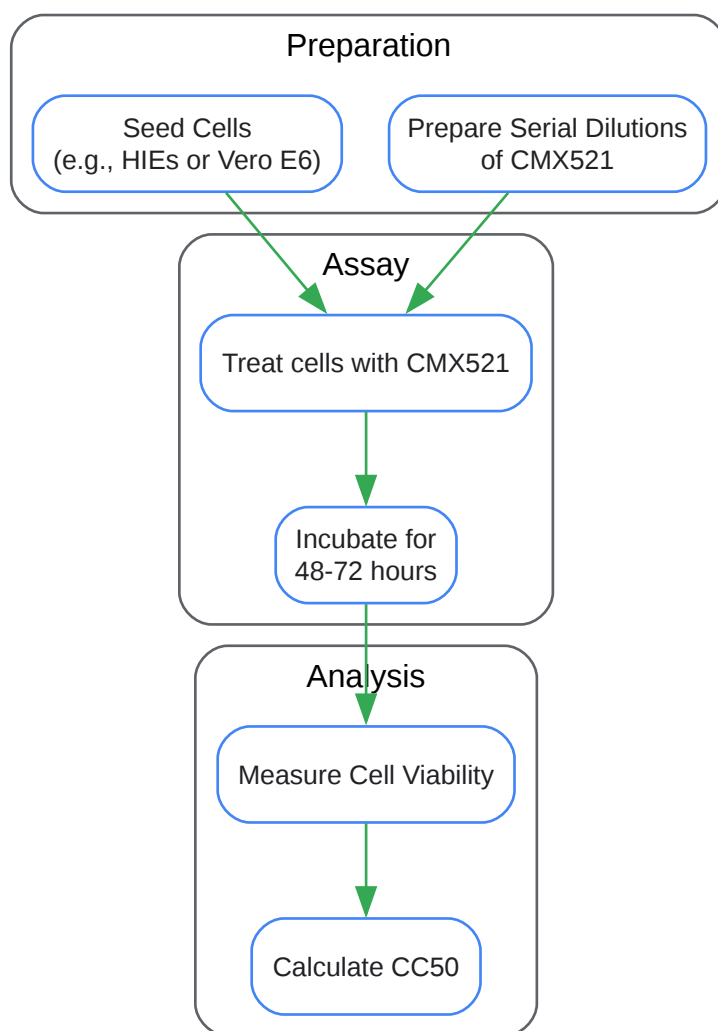 Preparation
Seed Cells
(e.g., HIEs or Vero E6)
Prepare Serial Dilutions
of CMX521
Assay
Treat cells with CMX521
Incubate for
48-72 hours
Analysis
Measure Cell Viability
Calculate CC50